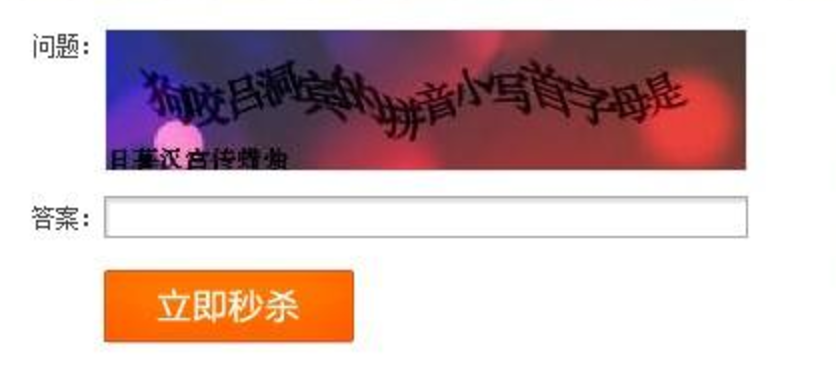 问题：
狗咬吕洞宾的拼音小写首字母是
日暮汉宫传蜡烛
答案：
立即秒杀